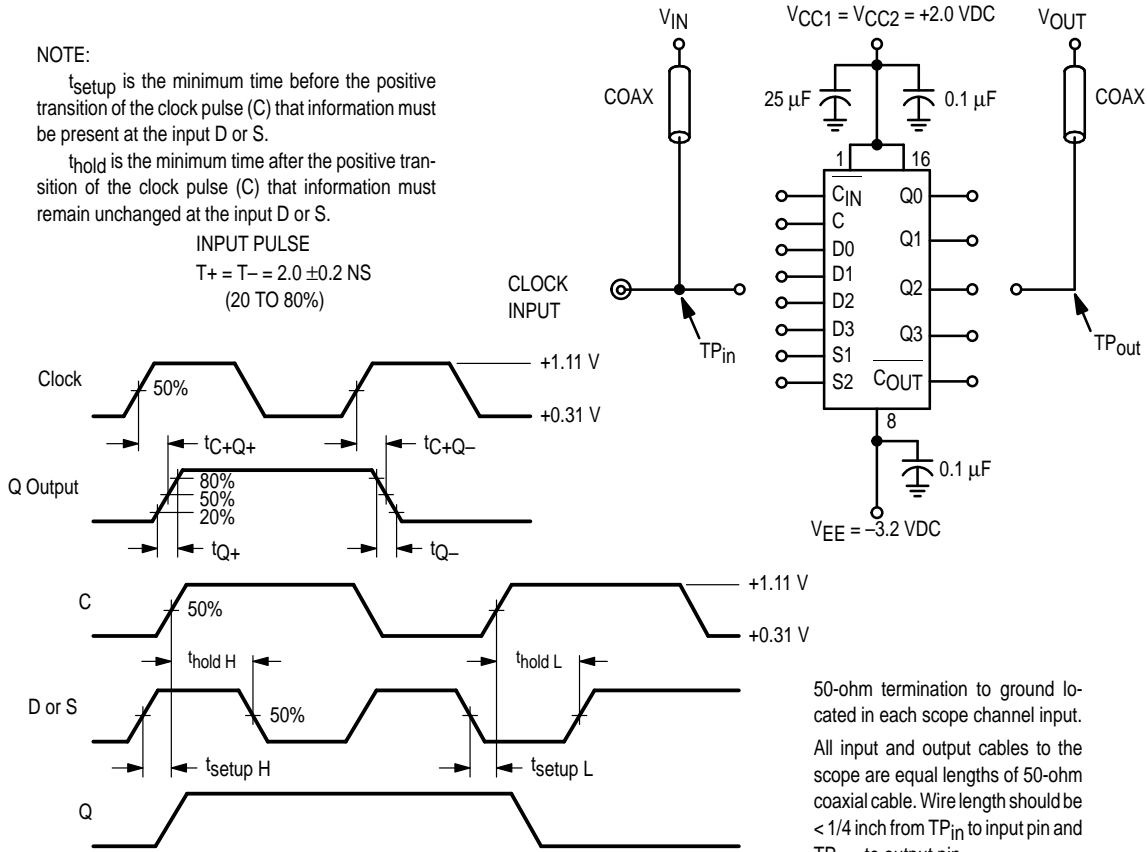 NOTE:
tsetup is the minimum time before the positive
transition of the clock pulse (C) that information must
be present at the input D or S.
thold is the minimum time after the positive tran-
sition of the clock pulse (C) that information must
remain unchanged at the input D or S.
INPUT PULSE
T+ = T– = 2.0 ±0.2 NS
(20 TO 80%)
VIN
VCC1 = VCC2 = +2.0 VDC
VOUT
COAX
25 µF
0.1 µF
COAX
1
16
CIN
C
D0
D1
D2
D3
S1
S2
Q0
Q1
Q2
Q3
COUT
8
CLOCK
INPUT
TPin
TPout
0.1 µF
VEE = –3.2 VDC
Clock
50%
+1.11 V
+0.31 V
tC+Q+
tC+Q–
Q Output
80%
50%
20%
tQ+
tQ–
C
50%
+1.11 V
+0.31 V
thold H
thold L
D or S
50%
tsetup H
tsetup L
Q
50-ohm termination to ground lo-
cated in each scope channel input.
All input and output cables to the
scope are equal lengths of 50-ohm
coaxial cable. Wire length should be
< 1/4 inch from TPin to input pin and
to output pin